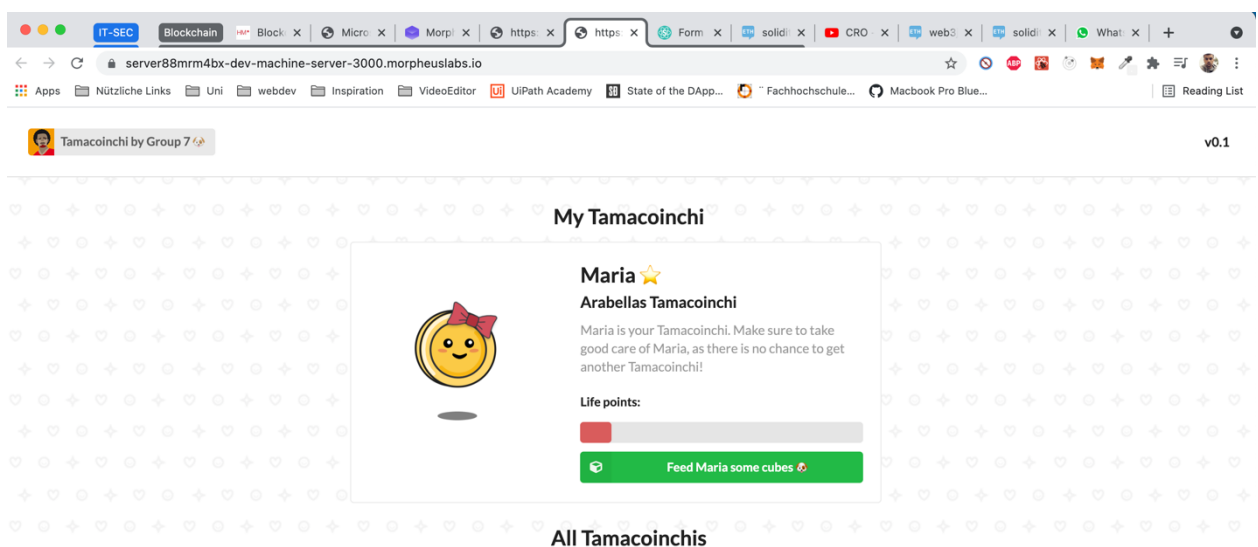 IT-SEC Blockchain Block Micro Morpl https: https: Form solidi CRO web3 solidi What: +
server88mrm4bx-dev-machine-server-3000.morpheuslabs.io
Apps Nützliche Links Uni webdev Inspiration VideoEditor UiPath Academy State of the DApp... ¨ Fachhochschule... Macbook Pro Blue... Reading List
Tamacoinchi by Group 7 v0.1
My Tamacoinchi
Maria
Arabellas Tamacoinchi
Maria is your Tamacoinchi. Make sure to take
good care of Maria, as there is no chance to get
another Tamacoinchi!
Life points:
Feed Maria some cubes
All Tamacoinchis